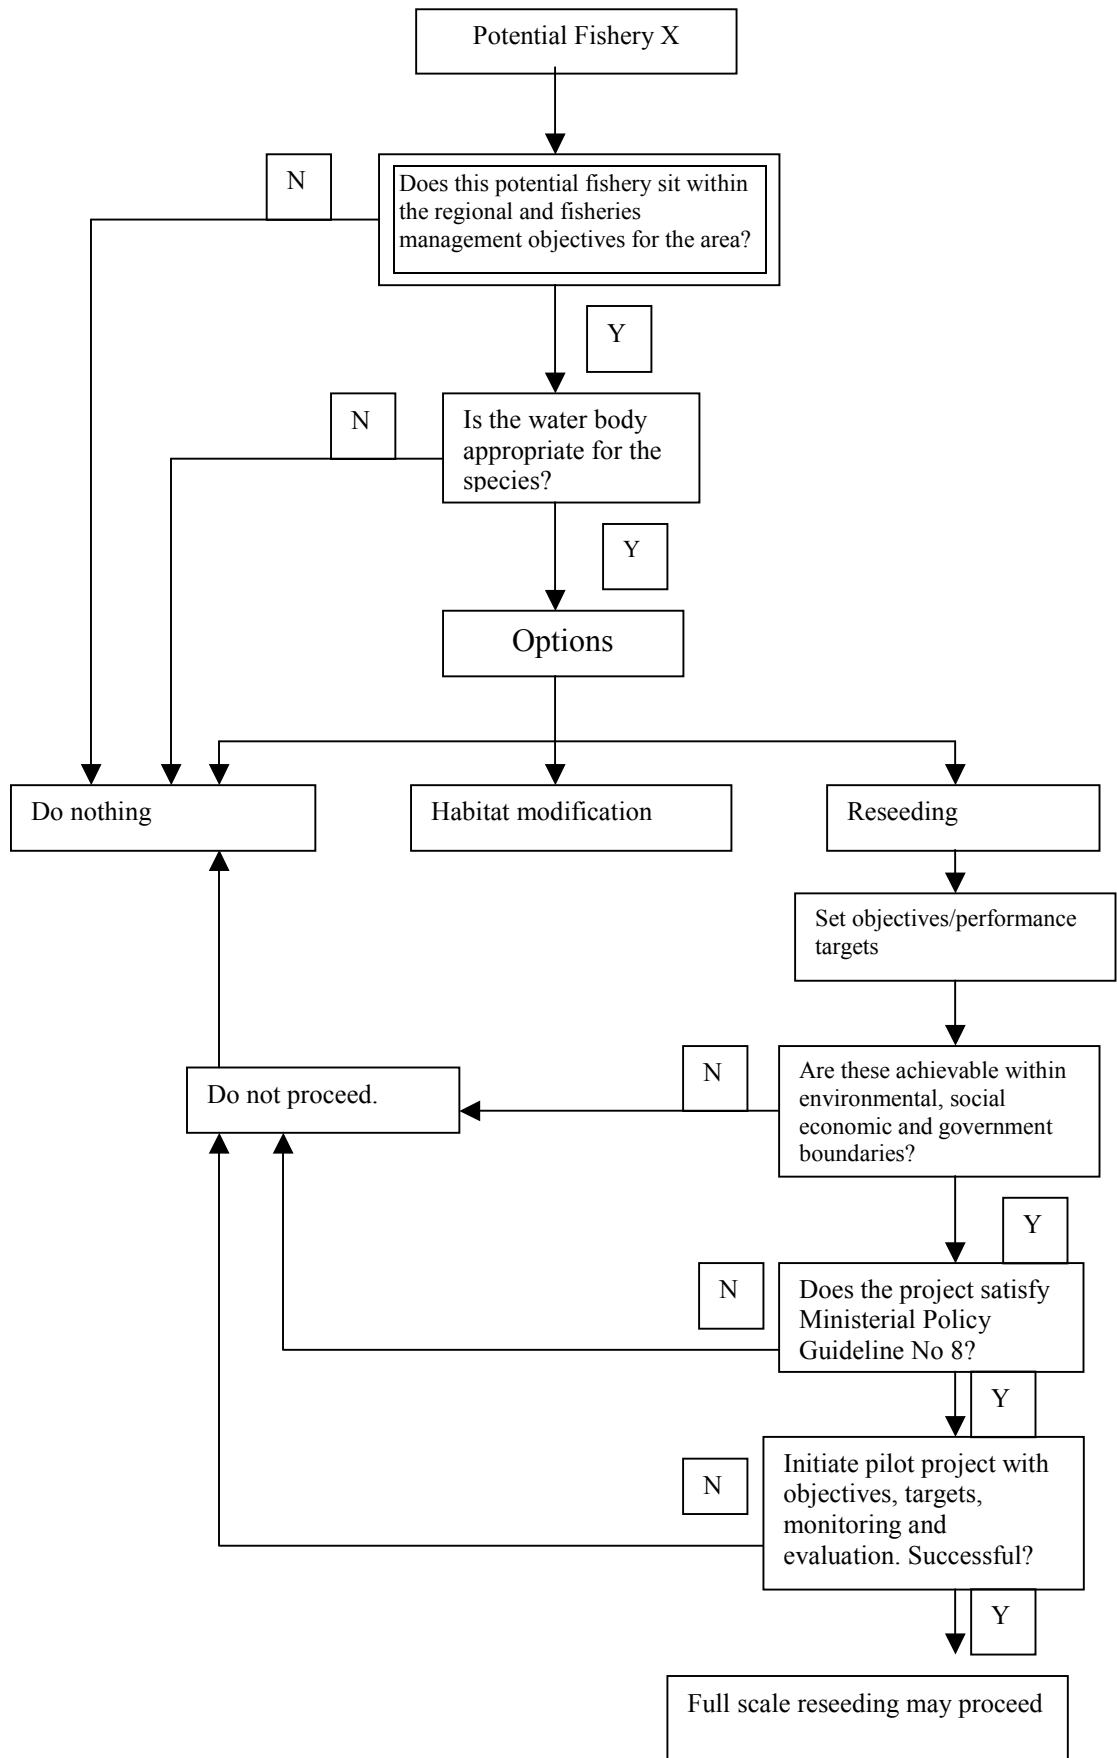 Potential Fishery X
N
Does this potential fishery sit within
the regional and fisheries
management objectives for the area?
Y
N
Is the water body
appropriate for the
species?
Y
Options
Do nothing
Habitat modification
Reseeding
Set objectives/performance
targets
Do not proceed.
N
Are these achievable within
environmental, social
economic and government
boundaries?
Y
N
Does the project satisfy
Ministerial Policy
Guideline No 8?
Y
N
Initiate pilot project with
objectives, targets,
monitoring and
evaluation. Successful?
Y
Full scale reseeding may proceed